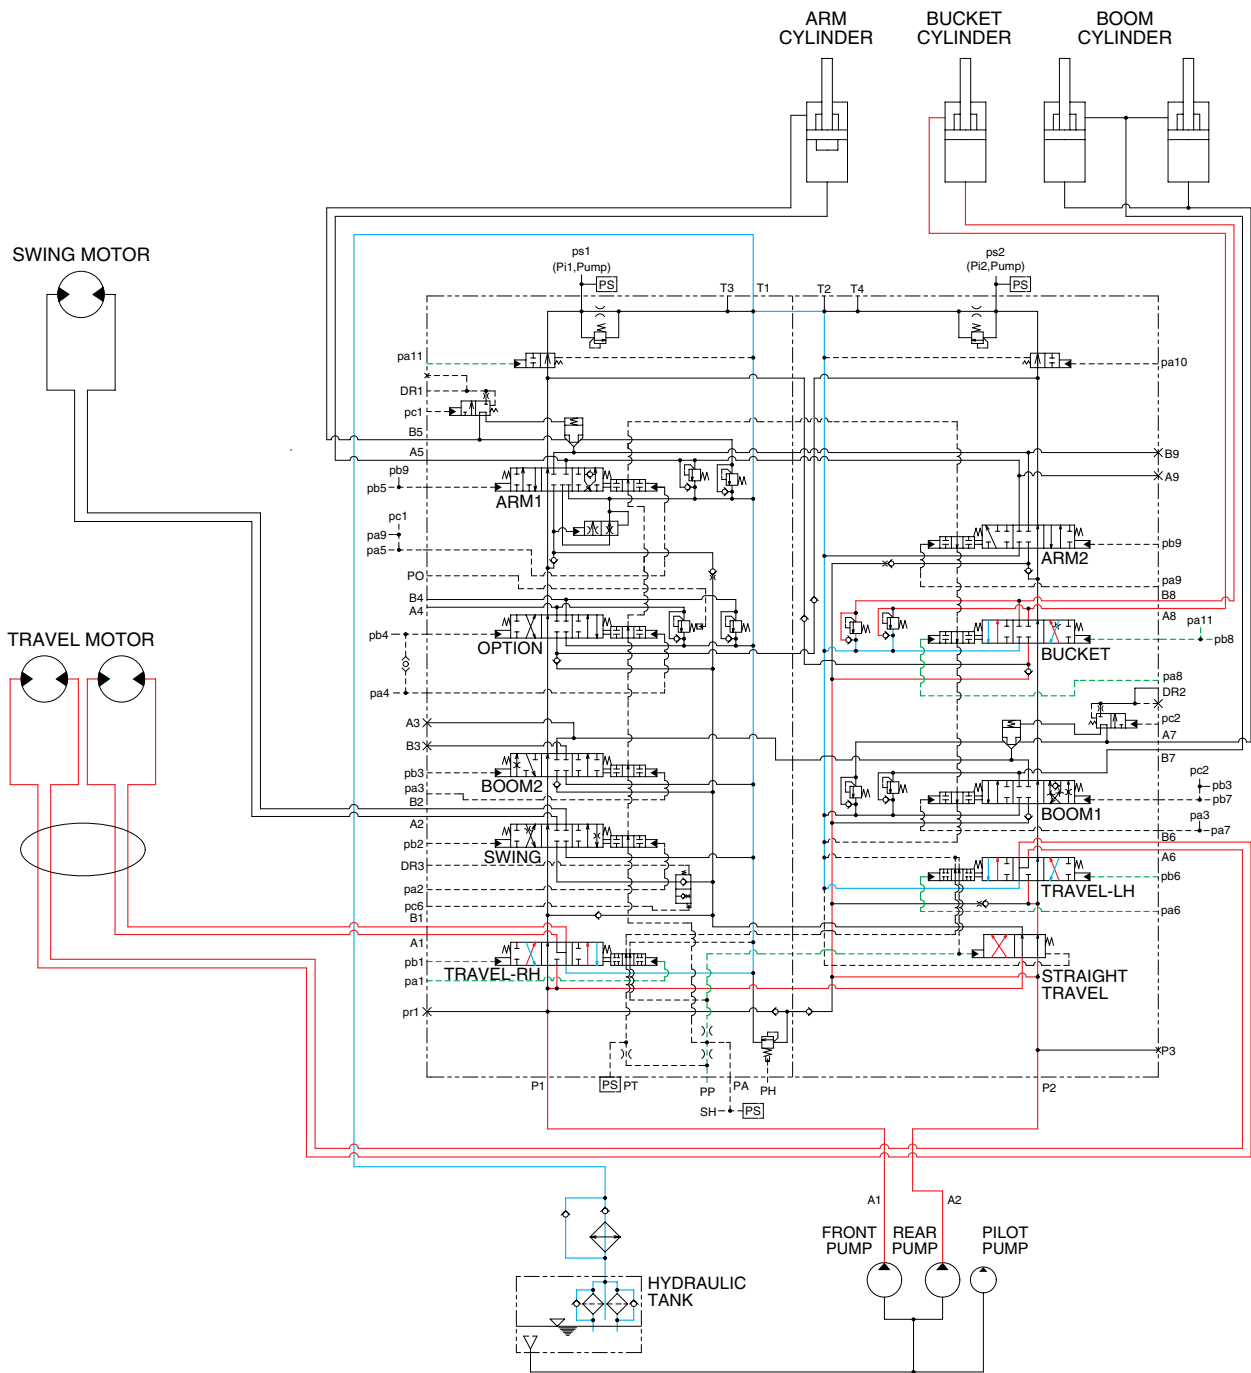 ARM
CYLINDER
BUCKET
CYLINDER
BOOM
CYLINDER
SWING MOTOR
ps1
(Pi1,Pump)
PS
ps2
(Pi2,Pump)
PS
T3
T1
T2
T4
pa11
pa10
DR1
pc1
B5
A5
B9
pb9
A9
pb5
ARM1
pc1
pa9
pa5
ARM2
pb9
PO
pa9
B4
B8
A4
A8
pa11
pb4
OPTION
BUCKET
pb8
TRAVEL MOTOR
pa8
pa4
DR2
A3
pc2
B3
A7
B7
pb3
BOOM2
pc2
pa3
BOOM1
pb3
B2
pb7
pa3
A2
pa7
pb2
SWING
B6
DR3
A6
TRAVEL-LH
pb6
pa2
pc6
pa6
B1
A1
pb1
TRAVEL-RH
STRAIGHT
TRAVEL
pa1
pr1
P3
P1
PS
PT
PP
PA
PH
P2
SH
PS
A1
A2
FRONT
PUMP
REAR
PUMP
PILOT
PUMP
HYDRAULIC
TANK